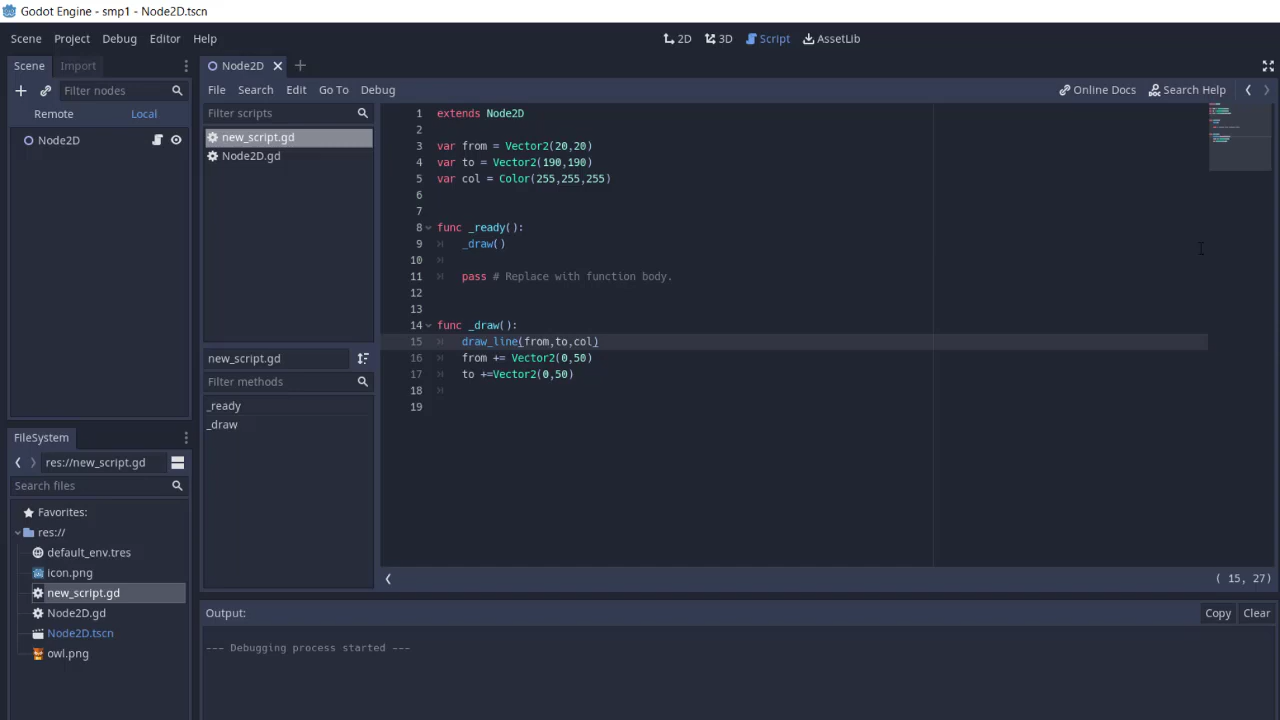 Godot Engine - smp1 - Node2D.tscn
Scene Project Debug Editor Help
2D 3D Script AssetLib
Scene Import
Filter nodes
Remote Local
Node2D
FileSystem
res://new_script.gd
Search files
Favorites:
res://
default_env.tres
icon.png
new_script.gd
Node2D.gd
Node2D.tscn
owl.png
Node2D
File Search Edit Go To Debug
Online Docs Search Help
Filter scripts
new_script.gd
Node2D.gd
new_script.gd
Filter methods
_ready
_draw
1 extends Node2D
2
3 var from = Vector2(20,20)
4 var to = Vector2(190,190)
5 var col = Color(255,255,255)
6
7
8 func _ready():
9 _draw()
10
11 pass # Replace with function body.
12
13
14 func _draw():
15 draw_line(from,to,col)
16 from += Vector2(0,50)
17 to +=Vector2(0,50)
18
19
( 15, 27)
Output:
Copy Clear
--- Debugging process started ---